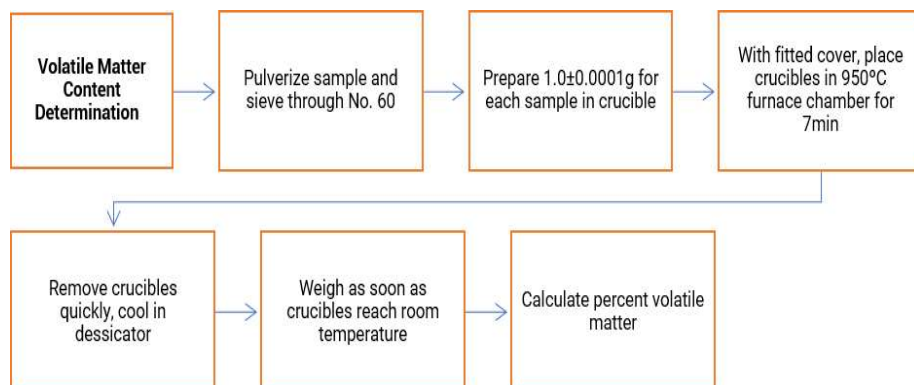 Volatile Matter
Content
Determination
Pulverize sample and
sieve through No. 60
Prepare 1.0±0.0001g for
each sample in crucible
With fitted cover, place
crucibles in 950ºC
furnace chamber for
7min
Remove crucibles
quickly, cool in
dessicator
Weigh as soon as
crucibles reach room
temperature
Calculate percent volatile
matter